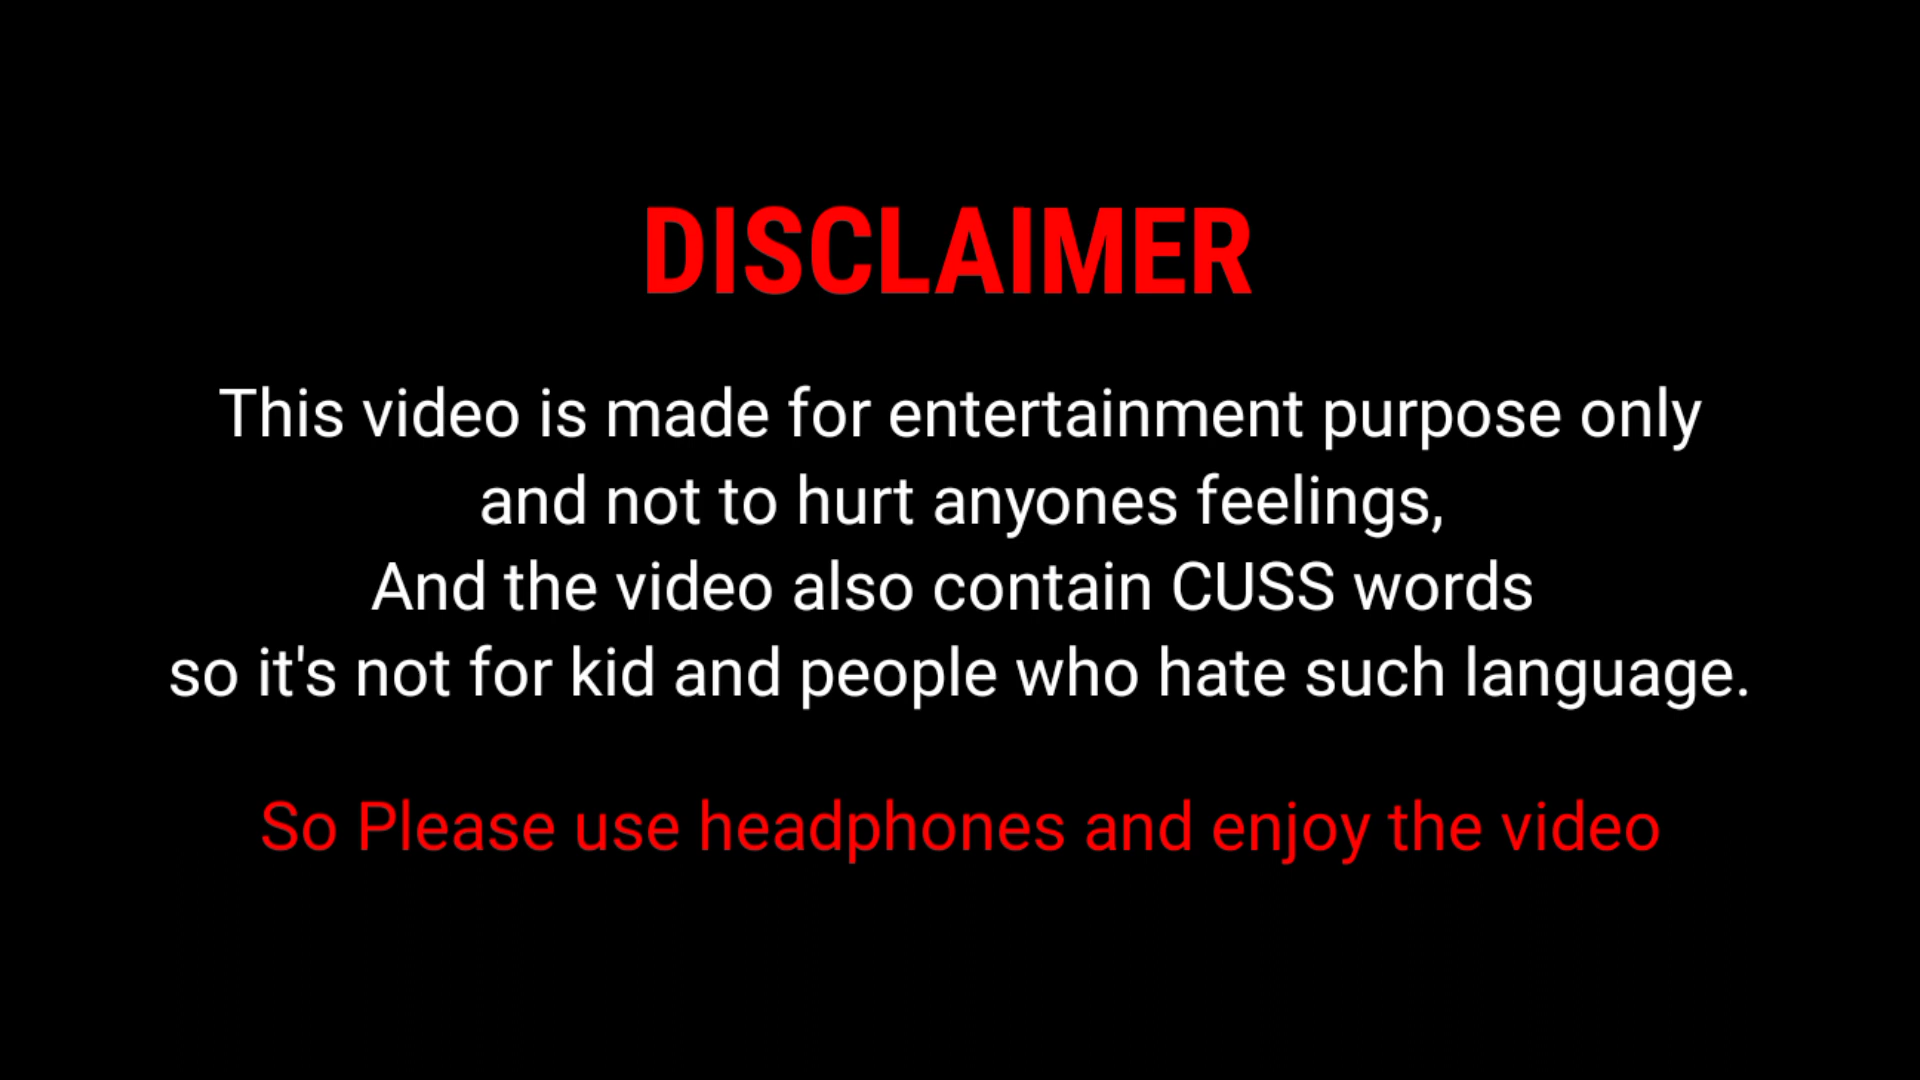 DISCLAIMER
This video is made for entertainment purpose only
and not to hurt anyones feelings,
And the video also contain CUSS words
so it's not for kid and people who hate such language.
So Please use headphones and enjoy the video